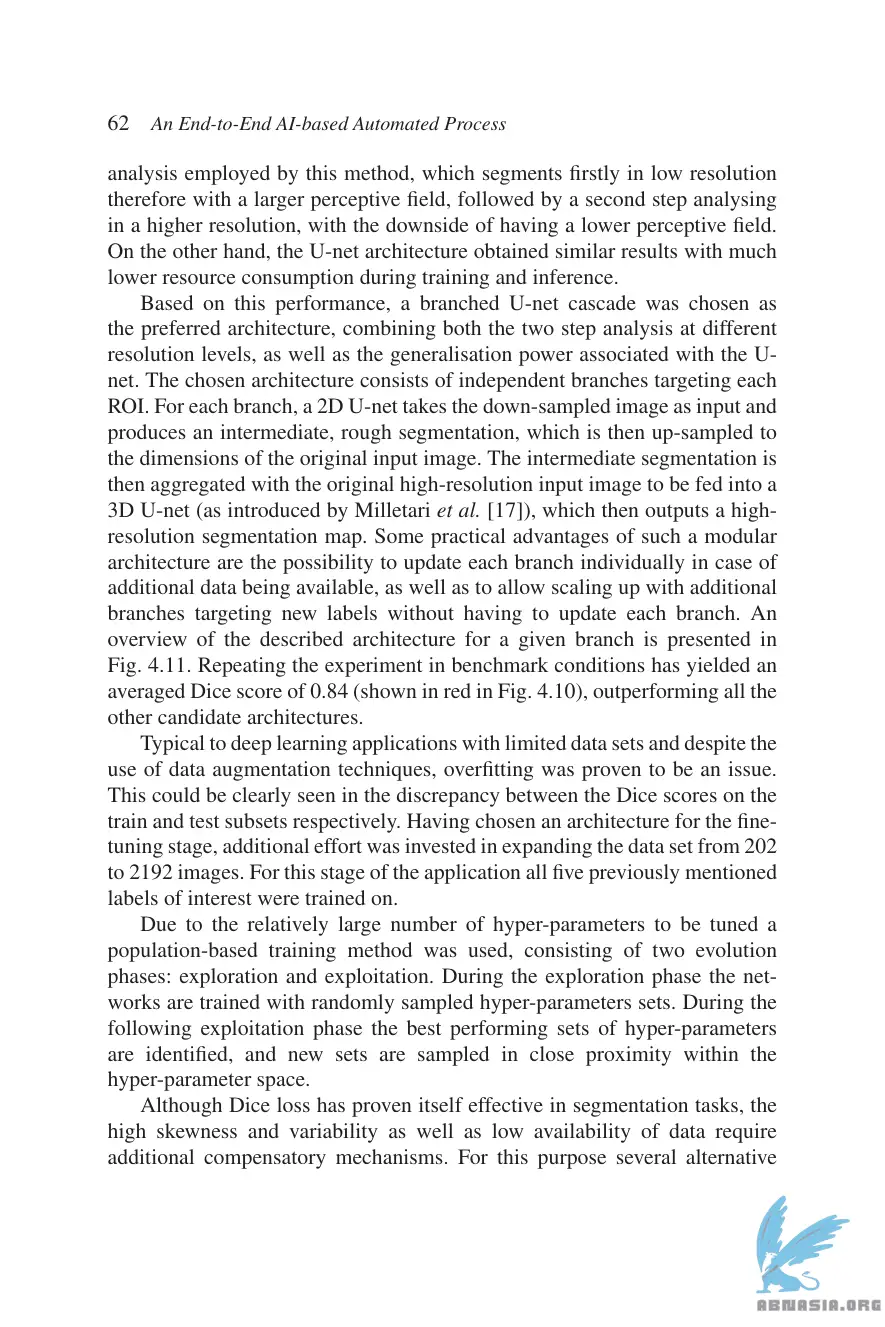 62 An End-to-End AI-based Automated Process
analysis employed by this method, which segments firstly in low resolution
therefore with a larger perceptive field, followed by a second step analysing
in a higher resolution, with the downside of having a lower perceptive field.
On the other hand, the U-net architecture obtained similar results with much
lower resource consumption during training and inference.
Based on this performance, a branched U-net cascade was chosen as
the preferred architecture, combining both the two step analysis at different
resolution levels, as well as the generalisation power associated with the U-
net. The chosen architecture consists of independent branches targeting each
ROI. For each branch, a 2D U-net takes the down-sampled image as input and
produces an intermediate, rough segmentation, which is then up-sampled to
the dimensions of the original input image. The intermediate segmentation is
then aggregated with the original high-resolution input image to be fed into a
3D U-net (as introduced by Milletari et al. [17]), which then outputs a high-
resolution segmentation map. Some practical advantages of such a modular
architecture are the possibility to update each branch individually in case of
additional data being available, as well as to allow scaling up with additional
branches targeting new labels without having to update each branch. An
overview of the described architecture for a given branch is presented in
Fig. 4.11. Repeating the experiment in benchmark conditions has yielded an
averaged Dice score of 0.84 (shown in red in Fig. 4.10), outperforming all the
other candidate architectures.
Typical to deep learning applications with limited data sets and despite the
use of data augmentation techniques, overfitting was proven to be an issue.
This could be clearly seen in the discrepancy between the Dice scores on the
train and test subsets respectively. Having chosen an architecture for the fine-
tuning stage, additional effort was invested in expanding the data set from 202
to 2192 images. For this stage of the application all five previously mentioned
labels of interest were trained on.
Due to the relatively large number of hyper-parameters to be tuned a
population-based training method was used, consisting of two evolution
phases: exploration and exploitation. During the exploration phase the net-
works are trained with randomly sampled hyper-parameters sets. During the
following exploitation phase the best performing sets of hyper-parameters
are identified, and new sets are sampled in close proximity within the
hyper-parameter space.
Although Dice loss has proven itself effective in segmentation tasks, the
high skewness and variability as well as low availability of data require
additional compensatory mechanisms. For this purpose several alternative
ABNASIA.ORG